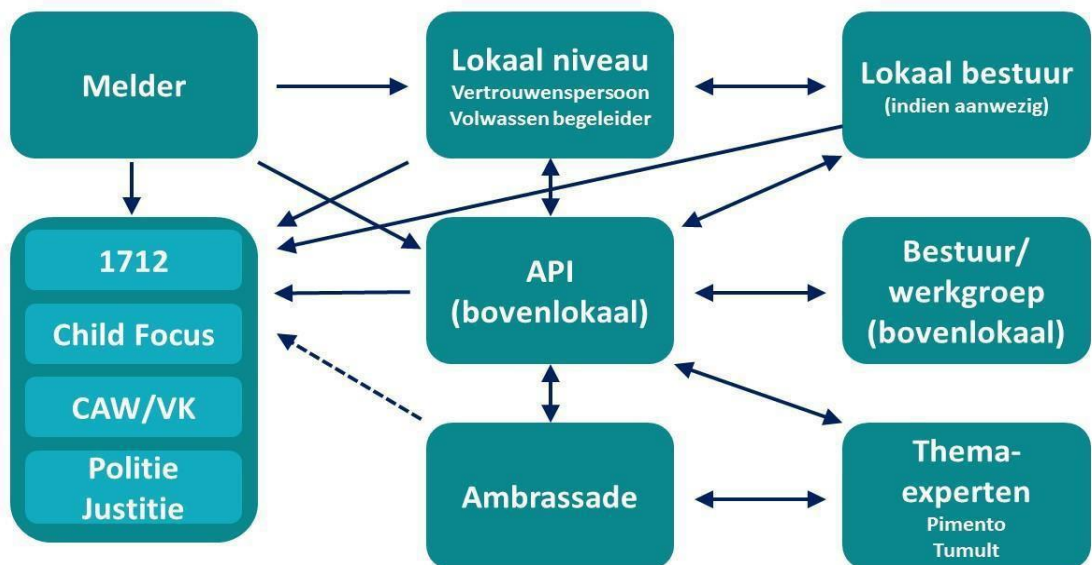 Melder
Lokaal niveau
Vertrouwenspersoon
Volwassen begeleider
Lokaal bestuur
(indien aanwezig)
1712
Child Focus
CAW/VK
Politie
Justitie
API
(bovenlokaal)
Bestuur/
werkgroep
(bovenlokaal)
Ambrassade
Thema-
experten
Pimento
Tumult